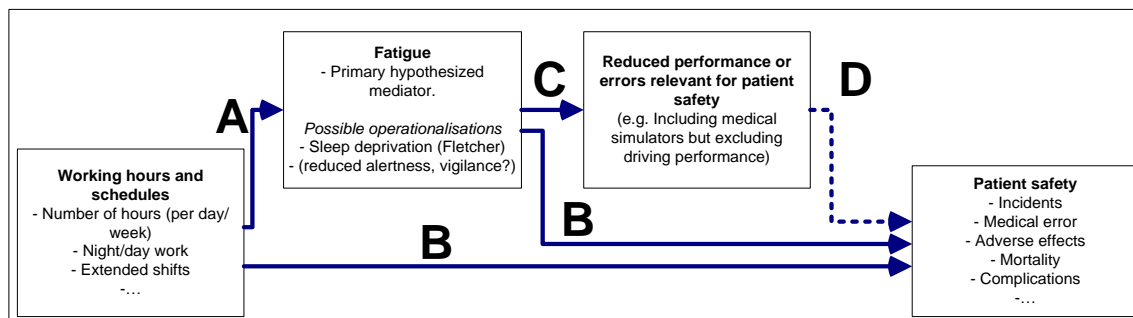 Fatigue
- Primary hypothesized
mediator.
Possible operationalisations
- Sleep deprivation (Fletcher)
- (reduced alertness, vigilance?)
Reduced performance or
errors relevant for patient
safety
(e.g. Including medical
simulators but excluding
driving performance)
A
C
D
Working hours and
schedules
- Number of hours (per day/
week)
- Night/day work
- Extended shifts
-...
B
B
Patient safety
- Incidents
- Medical error
- Adverse effects
- Mortality
- Complications
-...